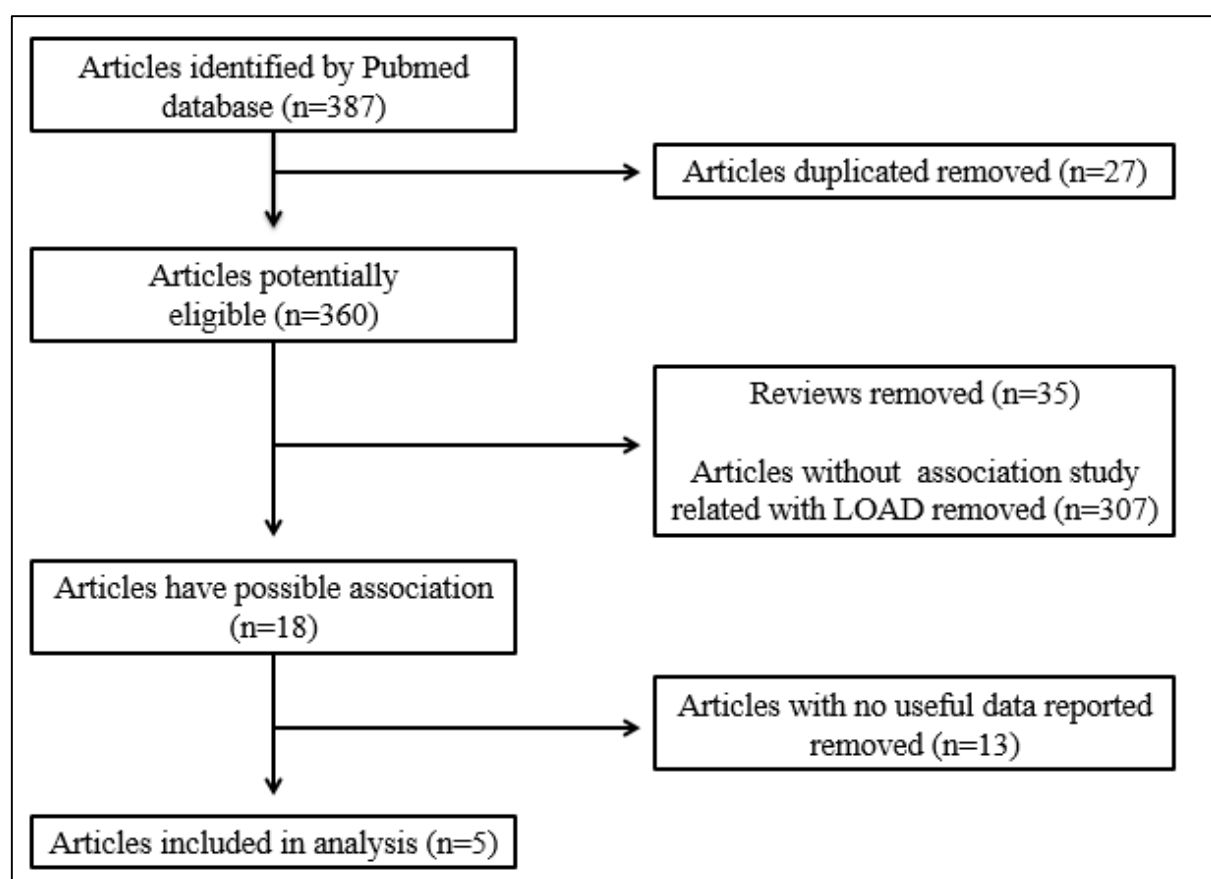 Articles identified by Pubmed
database (n=387)
Articles duplicated removed (n=27)
Articles potentially
eligible (n=360)
Reviews removed (n=35)
Articles without association study
related with LOAD removed (n=307)
Articles have possible association
(n=18)
Articles with no useful data reported
removed (n=13)
Articles included in analysis (n=5)